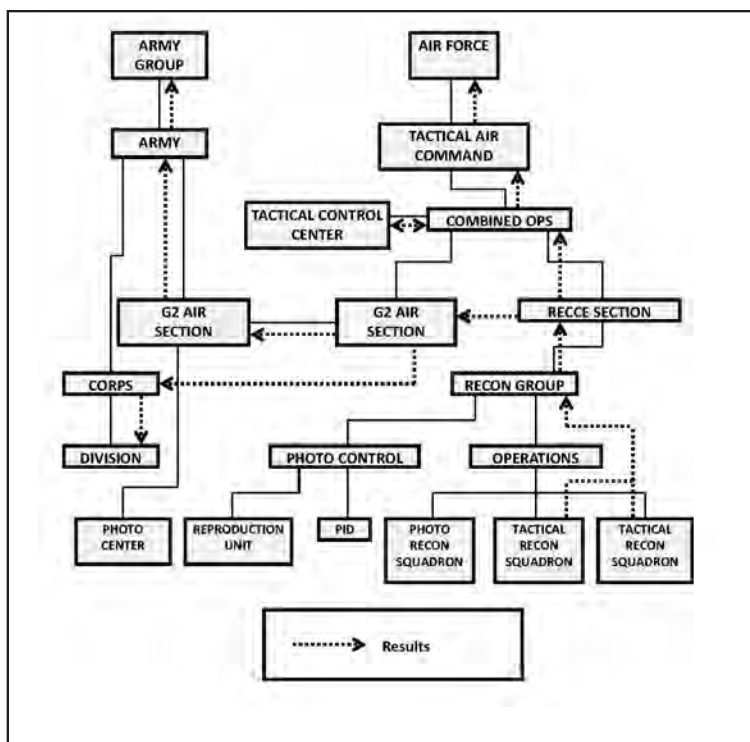 ARMY
GROUP
AIR FORCE
ARMY
TACTICAL AIR
COMMAND
TACTICAL CONTROL
CENTER
COMBINED OPS
G2 AIR
SECTION
G2 AIR
SECTION
RECCE SECTION
CORPS
RECON GROUP
DIVISION
PHOTO CONTROL
OPERATIONS
PHOTO
CENTER
REPRODUCTION
UNIT
PID
PHOTO
RECON
SQUADRON
TACTICAL
RECON
SQUADRON
TACTICAL
RECON
SQUADRON
Results